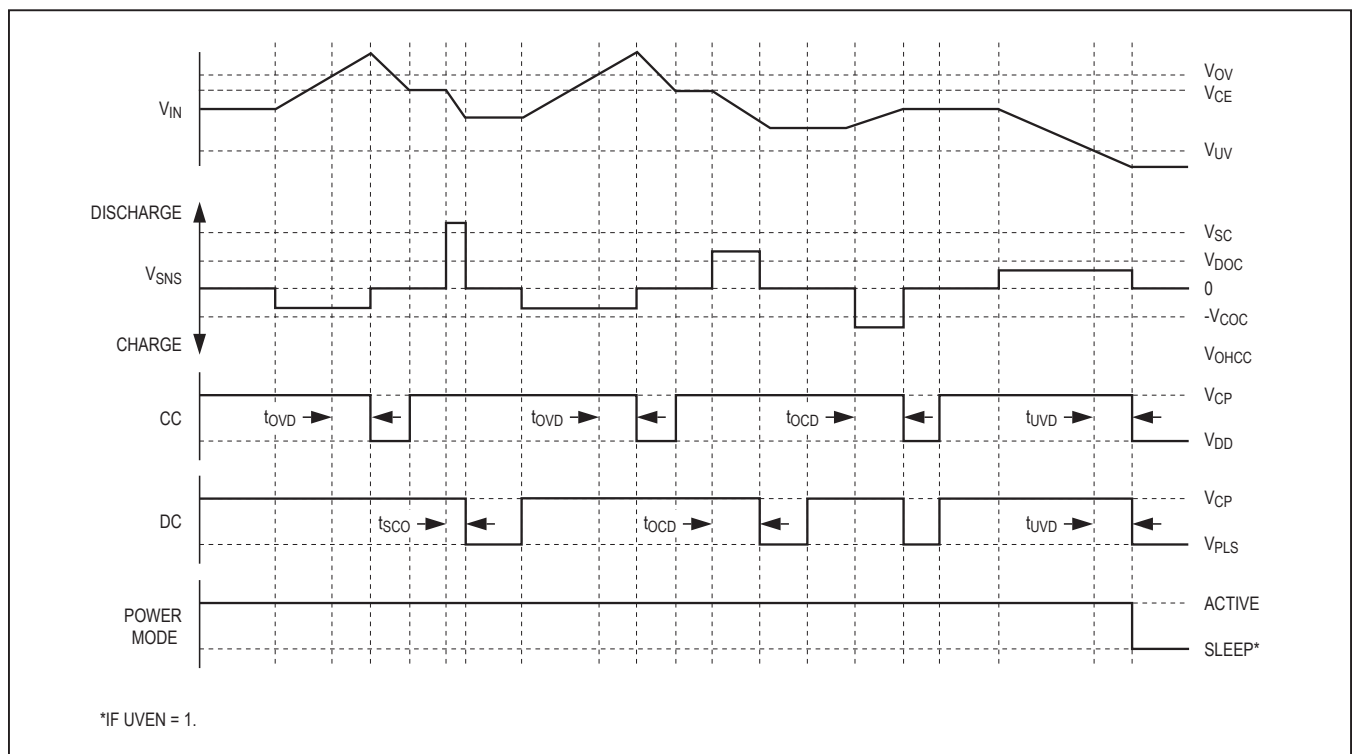 VOV
VCE
VIN
VUV
DISCHARGE
VSC
VDOC
VSNS
0
-VCOC
CHARGE
VOHCC
VCP
CC
tOVD
tOVD
tOCD
tUVD
VDD
VCP
DC
tSCO
tOCD
tUVD
VPLS
ACTIVE
POWER
MODE
SLEEP*
*IF UVEN = 1.